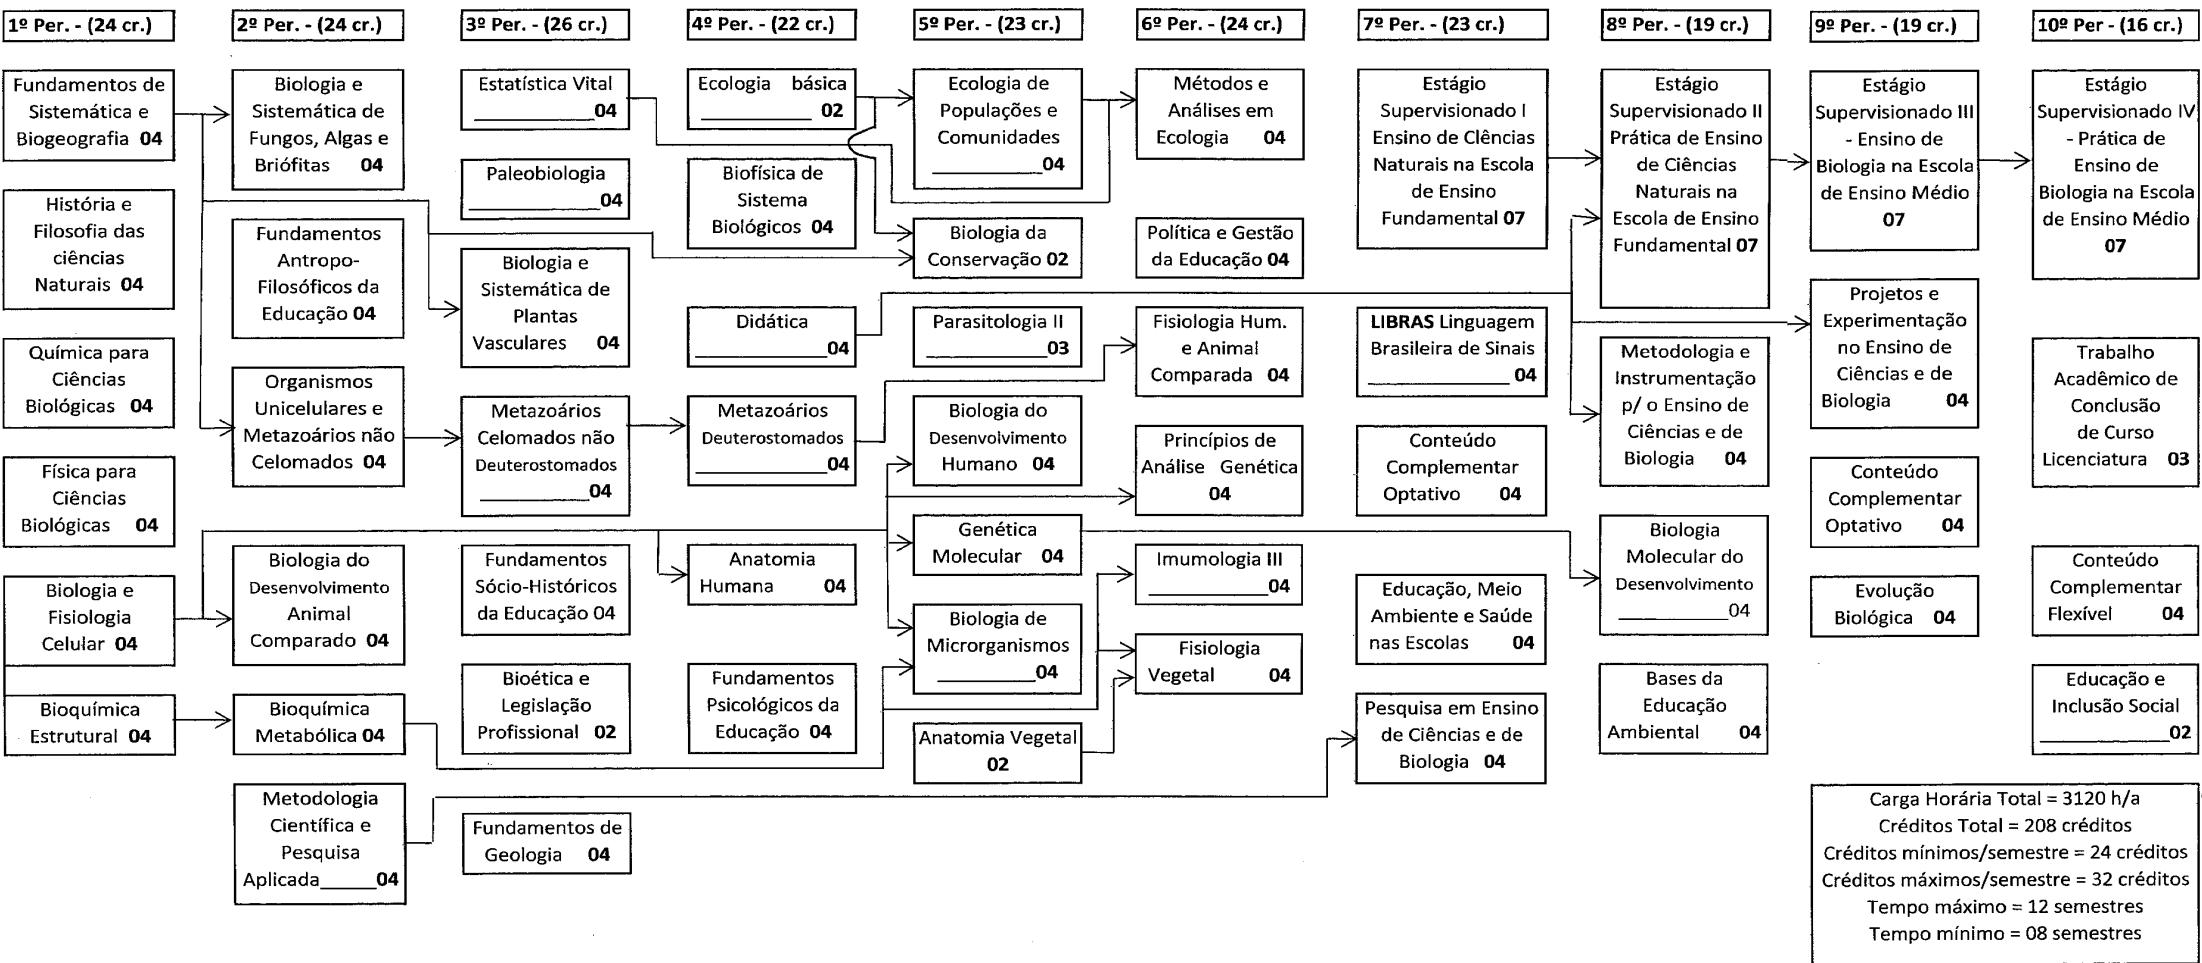 1º Per. - (24 cr.)
Fundamentos de
Sistemática e
Biogeografia 04
História e
Filosofia das
ciências
Naturais 04
Química para
Ciências
Biológicas 04
Física para
Ciências
Biológicas 04
Biologia e
Fisiologia
Celular 04
Bioquímica
Estrutural 04
2º Per. - (24 cr.)
Biologia e
Sistemática de
Fungos, Algas e
Briófitas 04
Fundamentos
Antropo-
Filosóficos da
Educação 04
Organismos
Unicelulares e
Metazoários não
Celomados 04
Biologia do
Desenvolvimento
Animal
Comparado 04
Bioquímica
Metabólica 04
Metodologia
Científica e
Pesquisa
Aplicada______04
3º Per. - (26 cr.)
Estatística Vital
______________04
Paleobiologia
______________04
Biologia e
Sistemática de
Plantas
Vasculares 04
Metazoários
Celomados não
Deuterostomados
______________04
Fundamentos
Sócio-Históricos
da Educação 04
Bioética e
Legislação
Profissional 02
Fundamentos de
Geologia 04
4º Per. - (22 cr.)
Ecologia básica
____________ 02
Biofísica de
Sistema
Biológicos 04
Didática
______________04
Metazoários
Deuterostomados
______________04
Anatomia
Humana 04
Fundamentos
Psicológicos da
Educação 04
5º Per. - (23 cr.)
Ecologia de
Populações e
Comunidades
____________04
Biologia da
Conservação 02
Parasitologia II
_____________03
Biologia do
Desenvolvimento
Humano 04
Genética
Molecular 04
Biologia de
Microrganismos
___________04
Anatomia Vegetal
02
6º Per. - (24 cr.)
Métodos e
Análises em
Ecologia 04
Política e Gestão
da Educação 04
Fisiologia Hum.
e Animal
Comparada 04
Princípios de
Análise Genética
04
Imumologia III
_____________04
Fisiologia
Vegetal 04
7º Per. - (23 cr.)
Estágio
Supervisionado I
Ensino de Ciências
Naturais na Escola
de Ensino
Fundamental 07
LIBRAS Linguagem
Brasileira de Sinais
_______________ 04
Conteúdo
Complementar
Optativo 04
Educação, Meio
Ambiente e Saúde
nas Escolas 04
Pesquisa em Ensino
de Ciências e de
Biologia 04
8º Per. - (19 cr.)
Estágio
Supervisionado II
Prática de Ensino
de Ciências
Naturais na
Escola de Ensino
Fundamental 07
Metodologia e
Instrumentação
p/ o Ensino de
Ciências e de
Biologia 04
Biologia
Molecular do
Desenvolvimento
____________04
Bases da
Educação
Ambiental 04
9º Per. - (19 cr.)
Estágio
Supervisionado III
- Ensino de
Biologia na Escola
de Ensino Médio
07
Projetos e
Experimentação
no Ensino de
Ciências e de
Biologia 04
Conteúdo
Complementar
Optativo 04
Evolução
Biológica 04
10º Per - (16 cr.)
Estágio
Supervisionado IV
- Prática de
Ensino de
Biologia na Escola
de Ensino Médio
07
Trabalho
Acadêmico de
Conclusão
de Curso
Licenciatura 03
Conteúdo
Complementar
Flexível 04
Educação e
Inclusão Social
______________02
Carga Horária Total = 3120 h/a
Créditos Total = 208 créditos
Créditos mínimos/semestre = 24 créditos
Créditos máximos/semestre = 32 créditos
Tempo máximo = 12 semestres
Tempo mínimo = 08 semestres